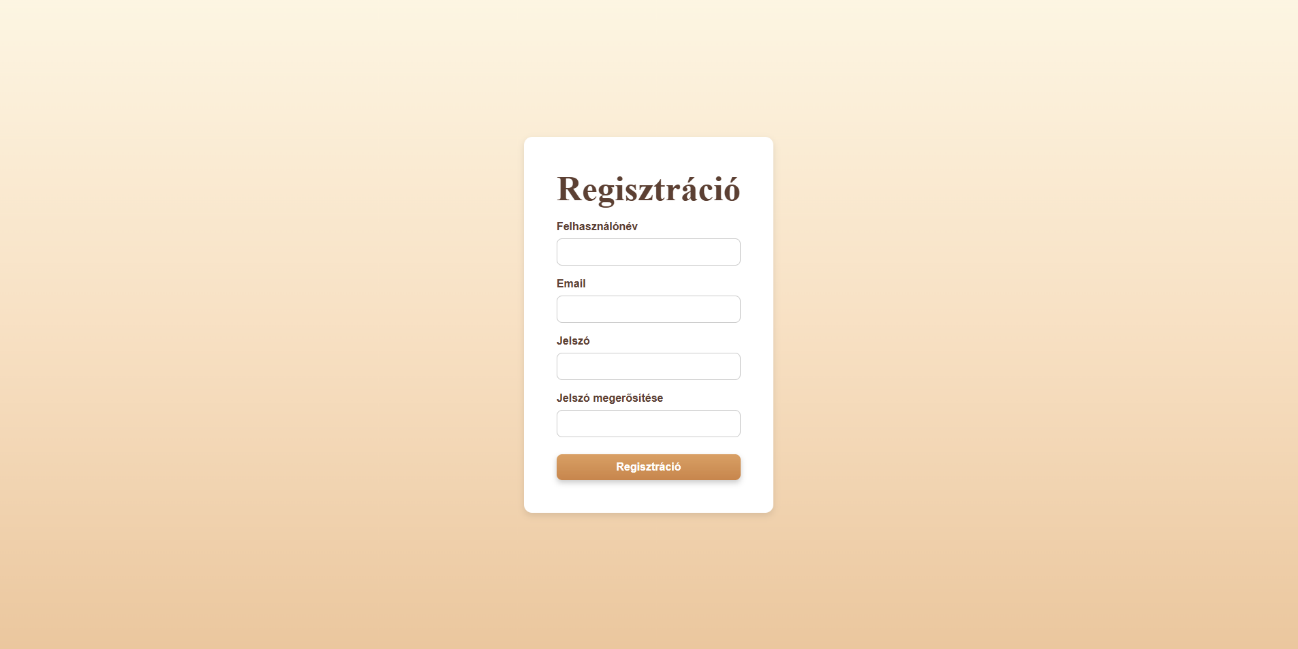 Regisztráció
Felhasználónév
Email
Jelszó
Jelszó megerősítése
Regisztráció